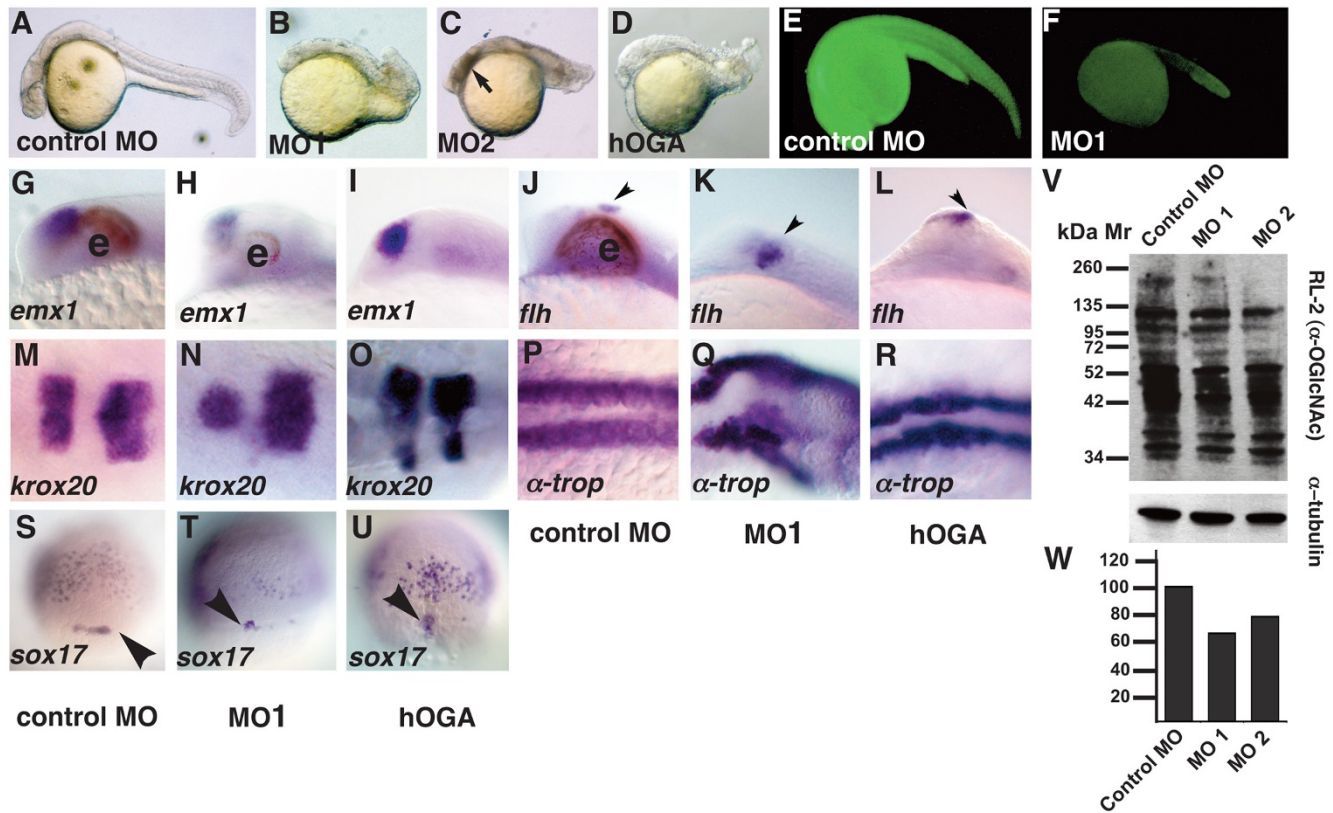 A
control MO
B
MO1
C
MO2
D
hOGA
E
control MO
F
MO1
G
e
emx1
H
e
emx1
I
emx1
J
e
flh
K
flh
L
flh
M
krox20
N
krox20
O
krox20
P
α-trop
Q
α-trop
R
α-trop
control MO
MO1
hOGA
S
sox17
T
sox17
U
sox17
control MO
MO1
hOGA
V
Control MO
MO 1
MO 2
kDa Mr
260
135
95
72
52
42
34
RL-2 (α-OGlcNAc)
α-tubulin
W
120
100
80
60
40
20
Control MO
MO 1
MO 2